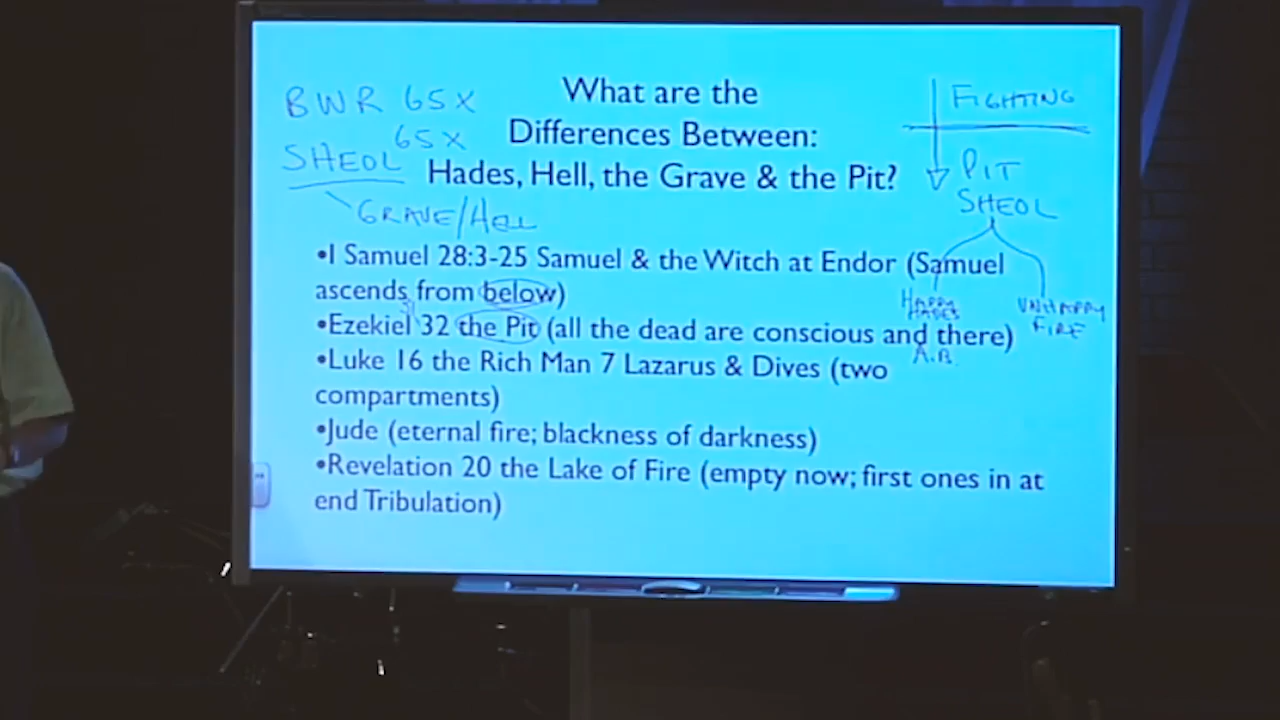 What are the
Differences Between:
Hades, Hell, the Grave & the Pit?
BWR 65X
65X
SHEOL
GRAVE/HELL
FIGHTING
PIT
SHEOL
HAPPY
HADES
A.B.
UNHAPPY
FIRE
•I Samuel 28:3-25 Samuel & the Witch at Endor (Samuel
ascends from below)
•Ezekiel 32 the Pit (all the dead are conscious and there)
•Luke 16 the Rich Man 7 Lazarus & Dives (two
compartments)
•Jude (eternal fire; blackness of darkness)
•Revelation 20 the Lake of Fire (empty now; first ones in at
end Tribulation)